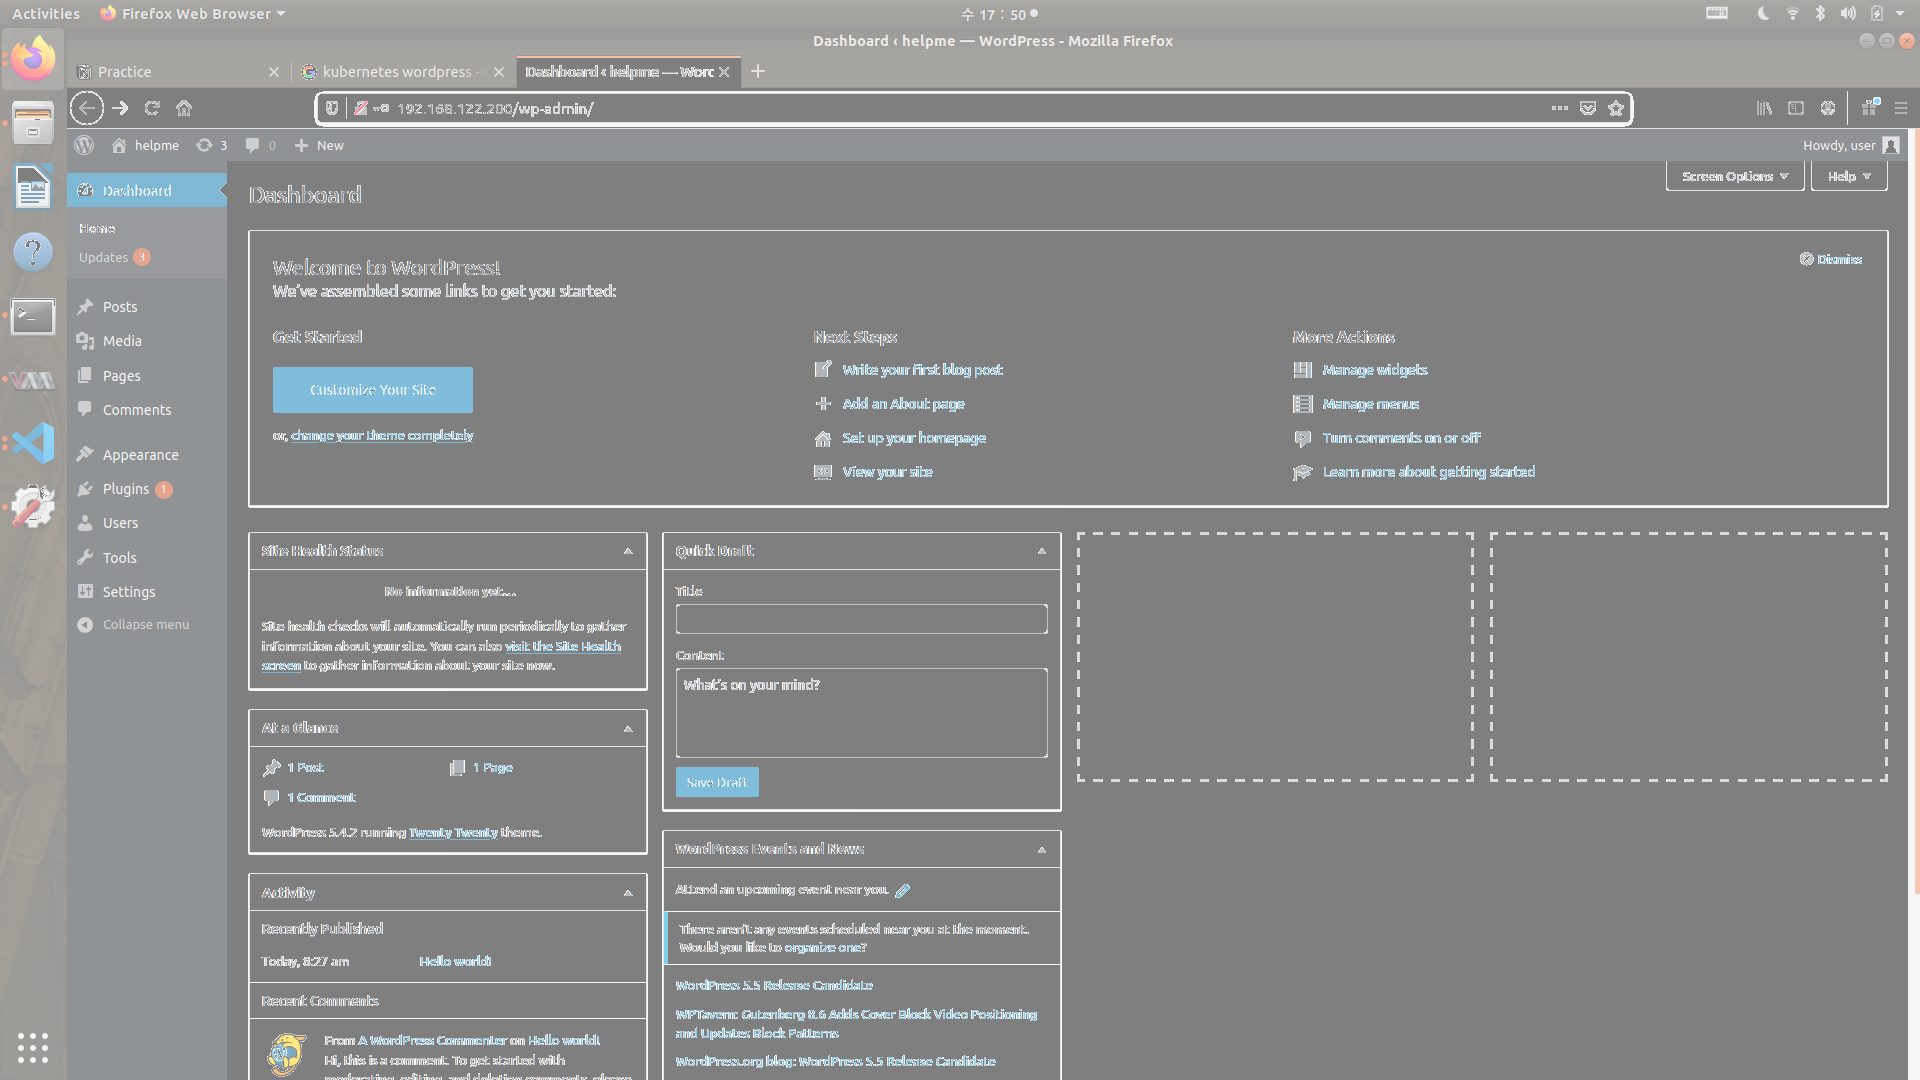 Activities
Firefox Web Browser
수 17 : 50
Dashboard ‹ helpme — WordPress - Mozilla Firefox
Practice
kubernetes wordpress -
Dashboard ‹ helpme — Worc
192.168.122.200/wp-admin/
helpme
3
0
New
Howdy, user
Dashboard
Home
Updates 3
Posts
Media
Pages
Comments
Appearance
Plugins 1
Users
Tools
Settings
Collapse menu
Dashboard
Screen Options
Help
Welcome to WordPress!
We've assembled some links to get you started:
Dismiss
Get Started
Customize Your Site
or, change your theme completely
Next Steps
Write your first blog post
Add an About page
Set up your homepage
View your site
More Actions
Manage widgets
Manage menus
Turn comments on or off
Learn more about getting started
Site Health Status
No information yet…
Site health checks will automatically run periodically to gather
information about your site. You can also visit the Site Health
screen to gather information about your site now.
At a Glance
1 Post
1 Page
1 Comment
WordPress 5.4.2 running Twenty Twenty theme.
Activity
Recently Published
Today, 8:27 am
Hello world!
Recent Comments
From A WordPress Commenter on Hello world!
Hi, this is a comment. To get started with
moderating, editing, and deleting comments, please
Quick Draft
Title
Content
What's on your mind?
Save Draft
WordPress Events and News
Attend an upcoming event near you.
There aren't any events scheduled near you at the moment.
Would you like to organize one?
WordPress 5.5 Release Candidate
WPTavern: Gutenberg 8.6 Adds Cover Block Video Positioning
and Updates Block Patterns
WordPress.org blog: WordPress 5.5 Release Candidate